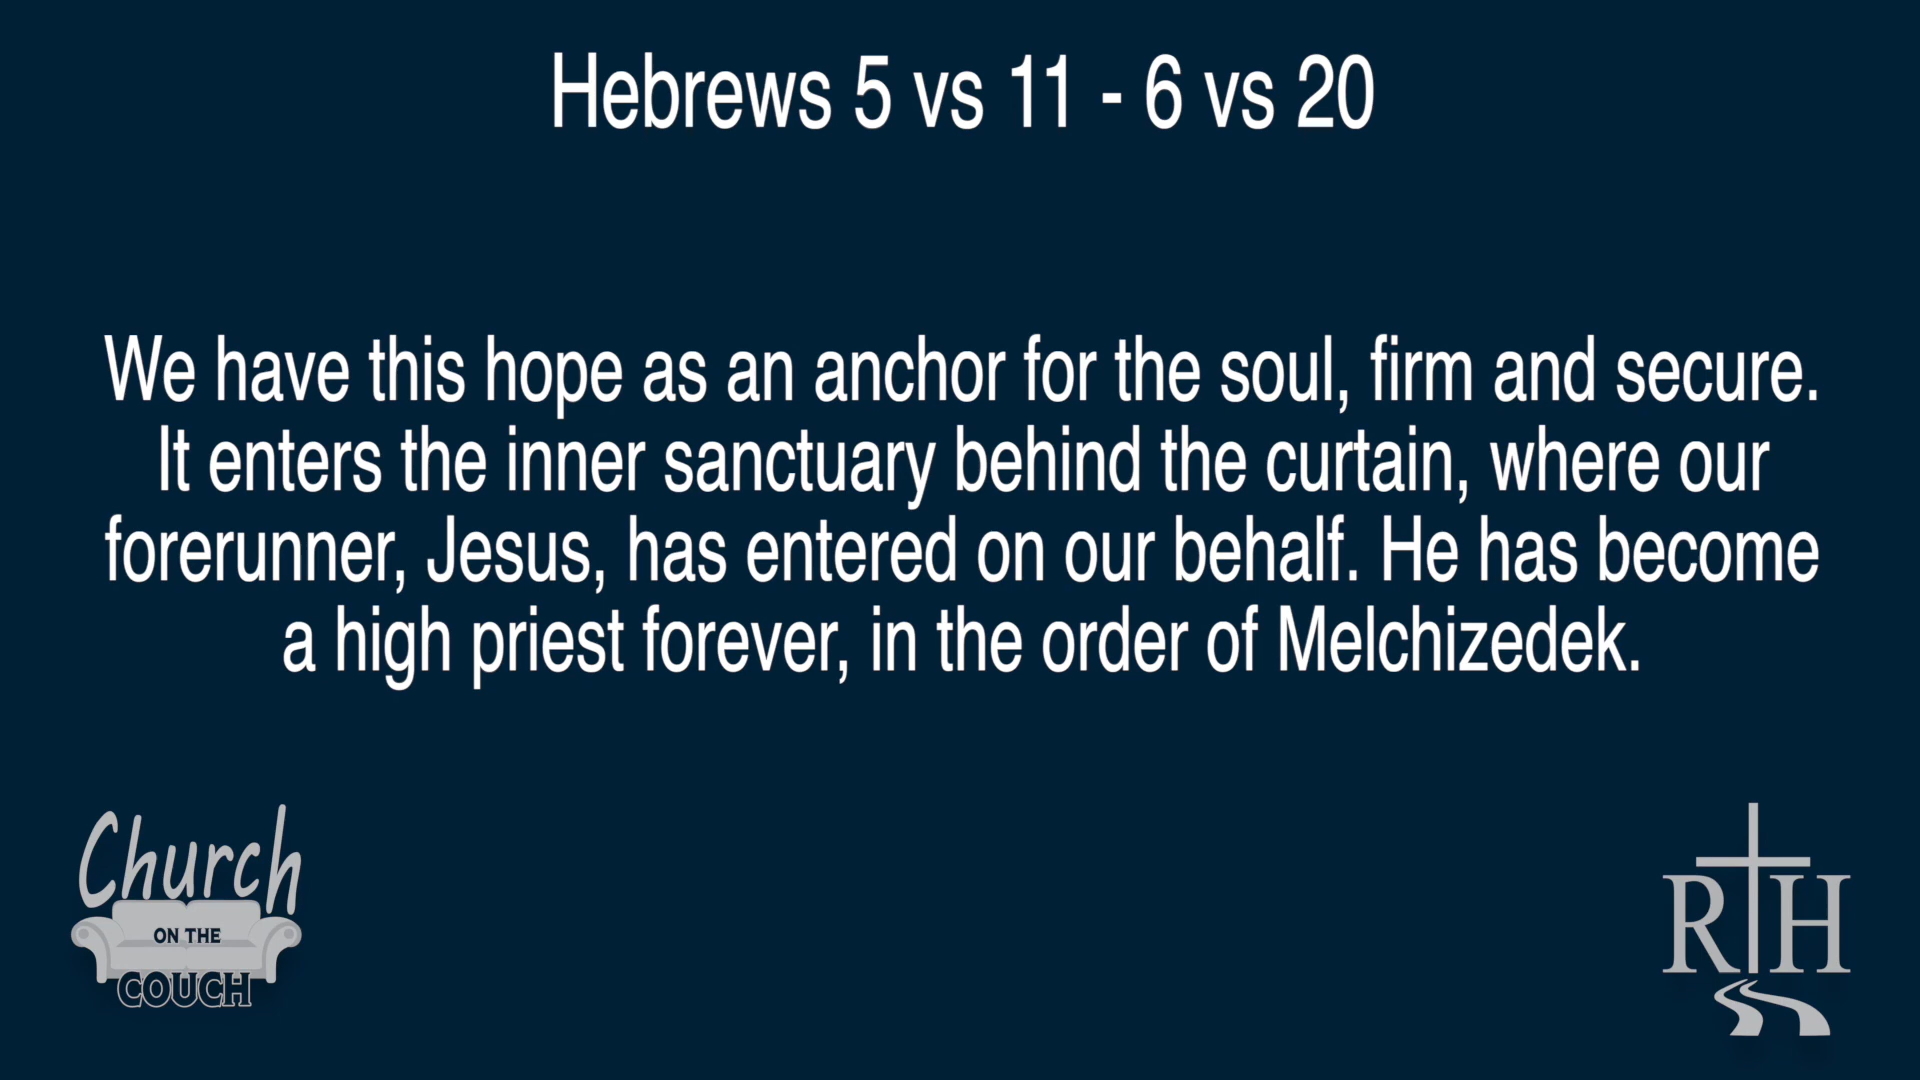 Hebrews 5 vs 11 - 6 vs 20
We have this hope as an anchor for the soul, firm and secure.
It enters the inner sanctuary behind the curtain, where our
forerunner, Jesus, has entered on our behalf. He has become
a high priest forever, in the order of Melchizedek.
Church
ON THE
COUCH
RTH